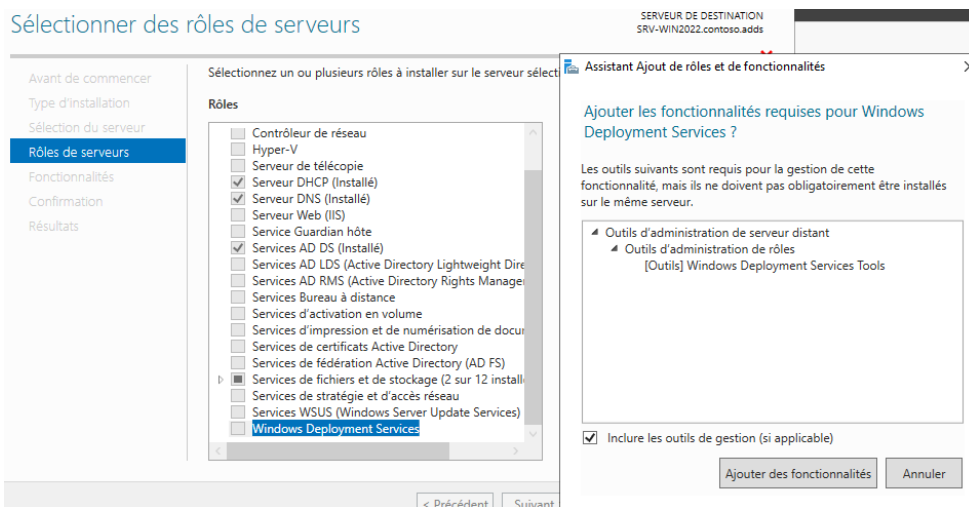 Sélectionner des rôles de serveurs
SERVEUR DE DESTINATION
SRV-WIN2022.contoso.adds
Avant de commencer
Type d'installation
Sélection du serveur
Rôles de serveurs
Fonctionnalités
Confirmation
Résultats
Sélectionnez un ou plusieurs rôles à installer sur le serveur sélect
Rôles
Contrôleur de réseau
Hyper-V
Serveur de télécopie
Serveur DHCP (Installé)
Serveur DNS (Installé)
Serveur Web (IIS)
Service Guardian hôte
Services AD DS (Installé)
Services AD LDS (Active Directory Lightweight Dire
Services AD RMS (Active Directory Rights Manage
Services Bureau à distance
Services d'activation en volume
Services d'impression et de numérisation de docu
Services de certificats Active Directory
Services de fédération Active Directory (AD FS)
Services de fichiers et de stockage (2 sur 12 install
Services de stratégie et d'accès réseau
Services WSUS (Windows Server Update Services)
Windows Deployment Services
< Précédent
Suivant
Assistant Ajout de rôles et de fonctionnalités
Ajouter les fonctionnalités requises pour Windows
Deployment Services ?
Les outils suivants sont requis pour la gestion de cette
fonctionnalité, mais ils ne doivent pas obligatoirement être installés
sur le même serveur.
Outils d'administration de serveur distant
Outils d'administration de rôles
[Outils] Windows Deployment Services Tools
Inclure les outils de gestion (si applicable)
Ajouter des fonctionnalités
Annuler